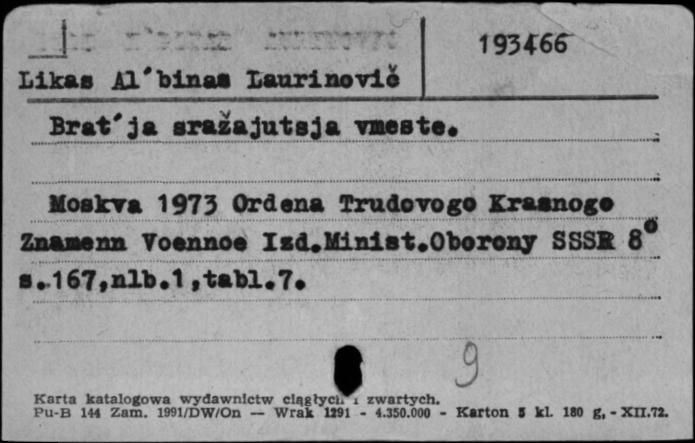 193466
Likas Al'binas Laurinovič
Brat'ja sražajutsja vmeste.
Moskva 1973 Ordena Trudovogo Krasnogo
Znamenn Voennoe Izd.Minist.Oborony SSSR 8°
s.167,nlb.1,tabl.7.
9
Karta katalogowa wydawnictw ciągłych i zwartych.
Pu-B 144 Zam. 1991/DW/On — Wrak 1291 - 4.350.000 - Karton 5 kl. 180 g, - XII.72.